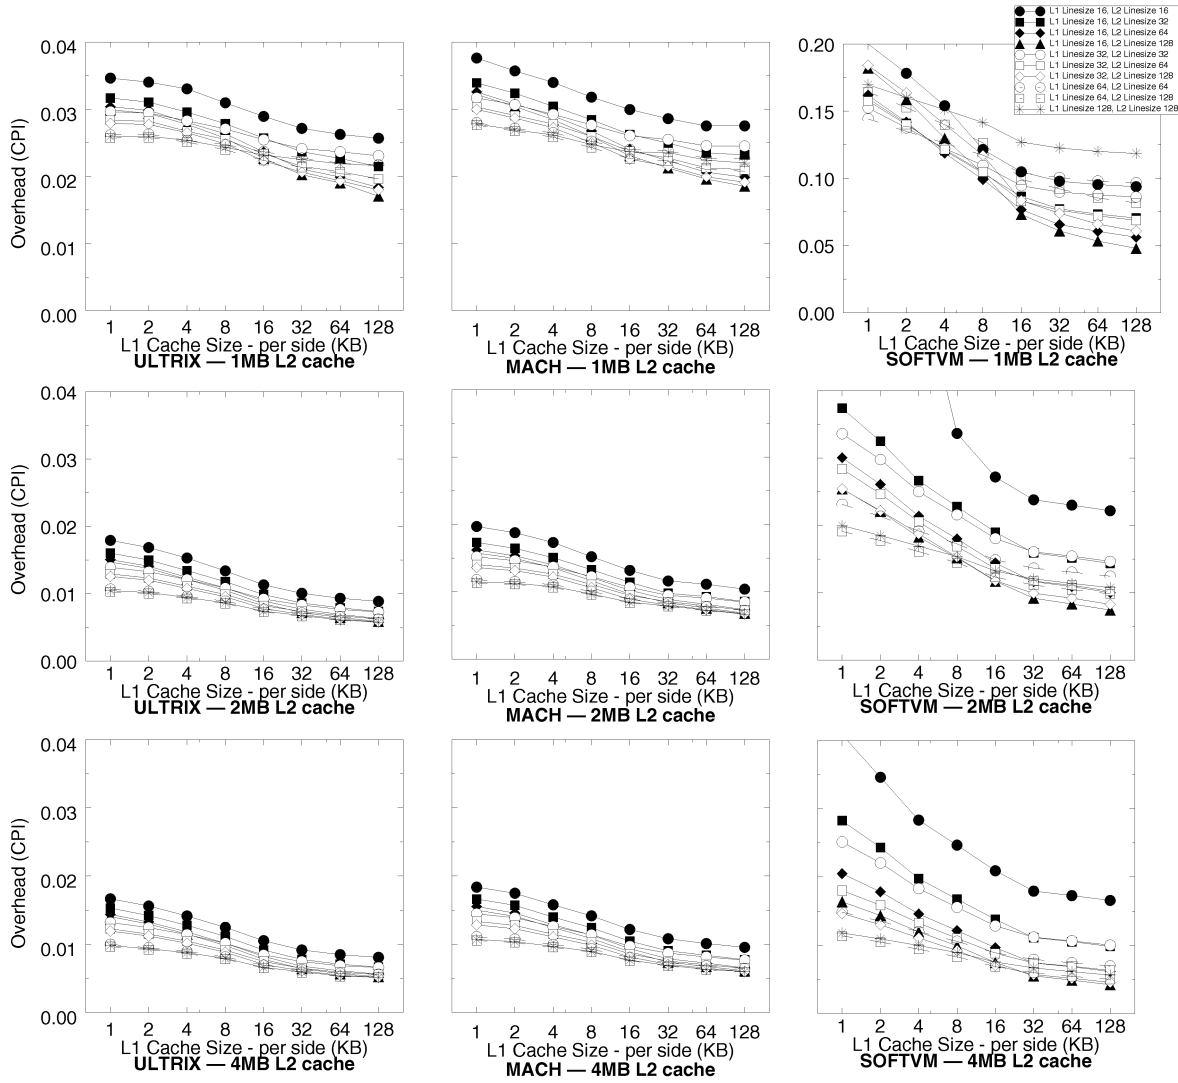 L1 Linesize 16, L2 Linesize 16
L1 Linesize 16, L2 Linesize 32
L1 Linesize 16, L2 Linesize 64
L1 Linesize 16, L2 Linesize 128
L1 Linesize 32, L2 Linesize 32
L1 Linesize 32, L2 Linesize 64
L1 Linesize 32, L2 Linesize 128
L1 Linesize 64, L2 Linesize 64
L1 Linesize 64, L2 Linesize 128
L1 Linesize 128, L2 Linesize 128
0.04
0.03
0.02
0.01
0.00
Overhead (CPI)
1 2 4 8 16 32 64 128
L1 Cache Size - per side (KB)
ULTRIX — 1MB L2 cache
1 2 4 8 16 32 64 128
L1 Cache Size - per side (KB)
MACH — 1MB L2 cache
0.20
0.15
0.10
0.05
0.00
1 2 4 8 16 32 64 128
L1 Cache Size - per side (KB)
SOFTVM — 1MB L2 cache
0.04
0.03
0.02
0.01
0.00
Overhead (CPI)
1 2 4 8 16 32 64 128
L1 Cache Size - per side (KB)
ULTRIX — 2MB L2 cache
1 2 4 8 16 32 64 128
L1 Cache Size - per side (KB)
MACH — 2MB L2 cache
1 2 4 8 16 32 64 128
L1 Cache Size - per side (KB)
SOFTVM — 2MB L2 cache
0.04
0.03
0.02
0.01
0.00
Overhead (CPI)
1 2 4 8 16 32 64 128
L1 Cache Size - per side (KB)
ULTRIX — 4MB L2 cache
1 2 4 8 16 32 64 128
L1 Cache Size - per side (KB)
MACH — 4MB L2 cache
1 2 4 8 16 32 64 128
L1 Cache Size - per side (KB)
SOFTVM — 4MB L2 cache